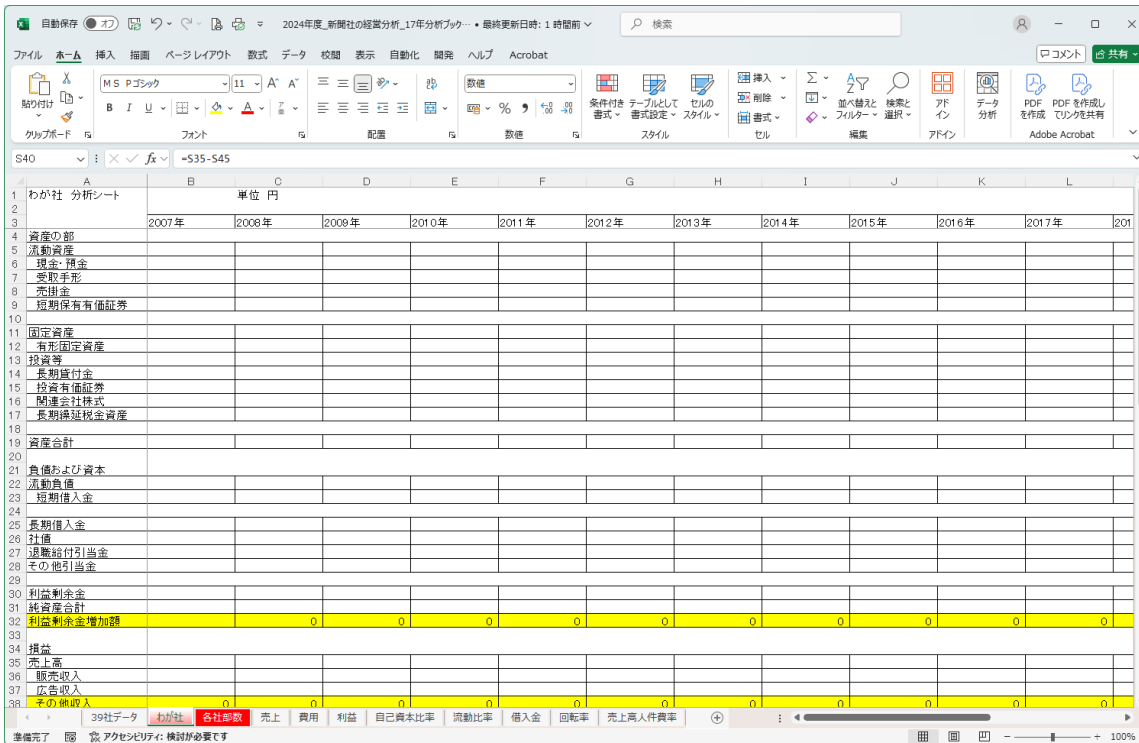 自動保存 オフ 2024年度_新聞社の経営分析_17年分析ブック… • 最終更新日時: 1 時間前 検索
ファイル ホーム 挿入 描画 ページ レイアウト 数式 データ 校閲 表示 自動化 開発 ヘルプ Acrobat コメント 共有
貼り付け MS Pゴシック 11 A A B I U 数値 % 条件付き書式 テーブルとして書式設定 セルのスタイル 挿入 削除 書式 並べ替えとフィルター 検索と選択 アドイン データ分析 PDF を作成 PDF を作成してリンクを共有
クリップボード フォント 配置 数値 スタイル セル 編集 アドイン Adobe Acrobat
S40 fx =S35-S45
A B C D E F G H I J K L
1 わが社 分析シート 単位 円
2
3 2007年 2008年 2009年 2010年 2011年 2012年 2013年 2014年 2015年 2016年 2017年 201
4 資産の部
5 流動資産
6 現金・預金
7 受取手形
8 売掛金
9 短期保有有価証券
10
11 固定資産
12 有形固定資産
13 投資等
14 長期貸付金
15 投資有価証券
16 関連会社株式
17 長期繰延税金資産
18
19 資産合計
20
21 負債および資本
22 流動負債
23 短期借入金
24
25 長期借入金
26 社債
27 退職給付引当金
28 その他引当金
29
30 利益剰余金
31 純資産合計
32 利益剰余金増加額 0 0 0 0 0 0 0 0 0 0
33
34 損益
35 売上高
36 販売収入
37 広告収入
38 その他収入 0 0 0 0 0 0 0 0 0 0 0
39社データ わが社 各社部数 売上 費用 利益 自己資本比率 流動比率 借入金 回転率 売上高人件費率
準備完了 アクセシビリティ: 検討が必要です 100%